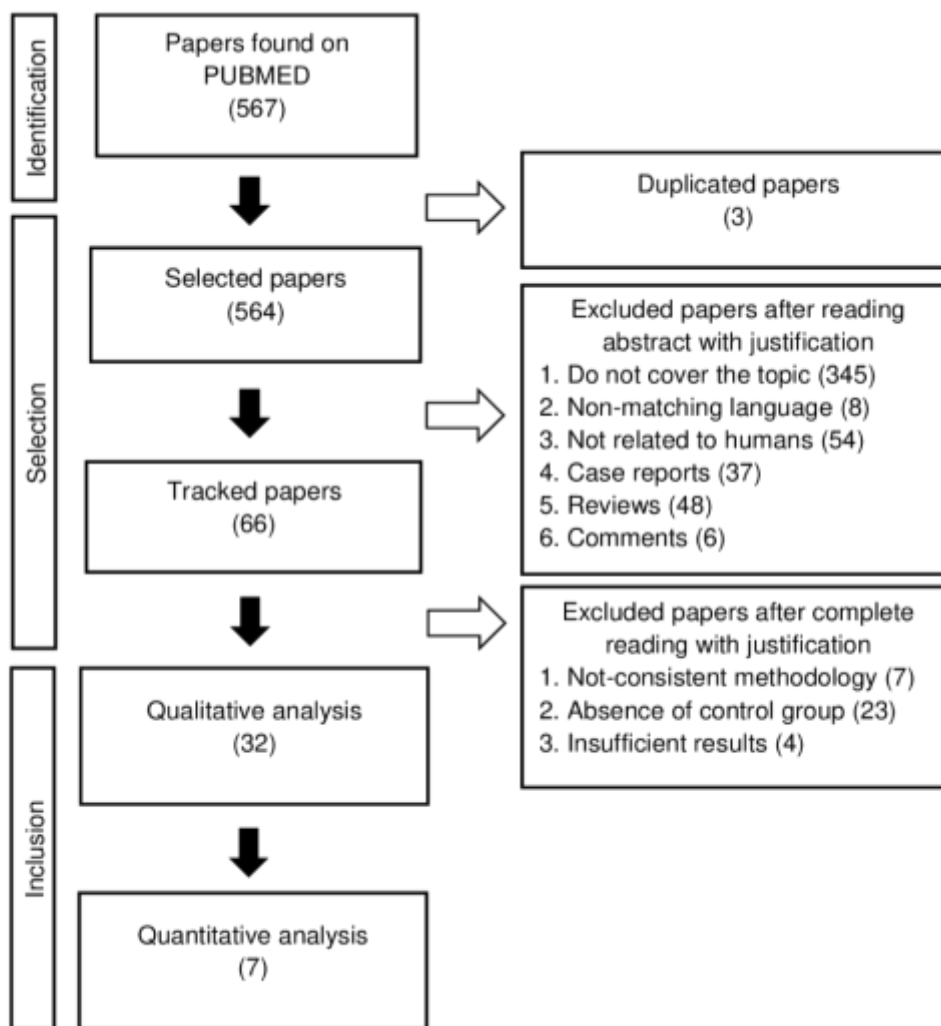 Identification
Papers found on
PUBMED
(567)
Duplicated papers
(3)
Selection
Selected papers
(564)
Excluded papers after reading
abstract with justification
1. Do not cover the topic (345)
2. Non-matching language (8)
3. Not related to humans (54)
4. Case reports (37)
5. Reviews (48)
6. Comments (6)
Tracked papers
(66)
Excluded papers after complete
reading with justification
1. Not-consistent methodology (7)
2. Absence of control group (23)
3. Insufficient results (4)
Inclusion
Qualitative analysis
(32)
Quantitative analysis
(7)